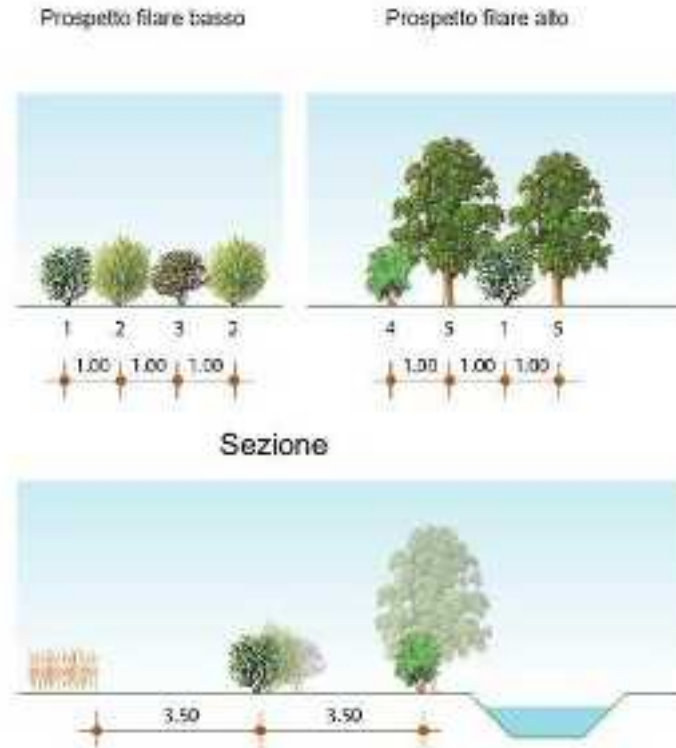 Prospetto filare basso
Prospetto filare alto
1 2 3 2
1.00 1.00 1.00
4 5 1 5
1.00 1.00 1.00
Sezione
3.50 3.50